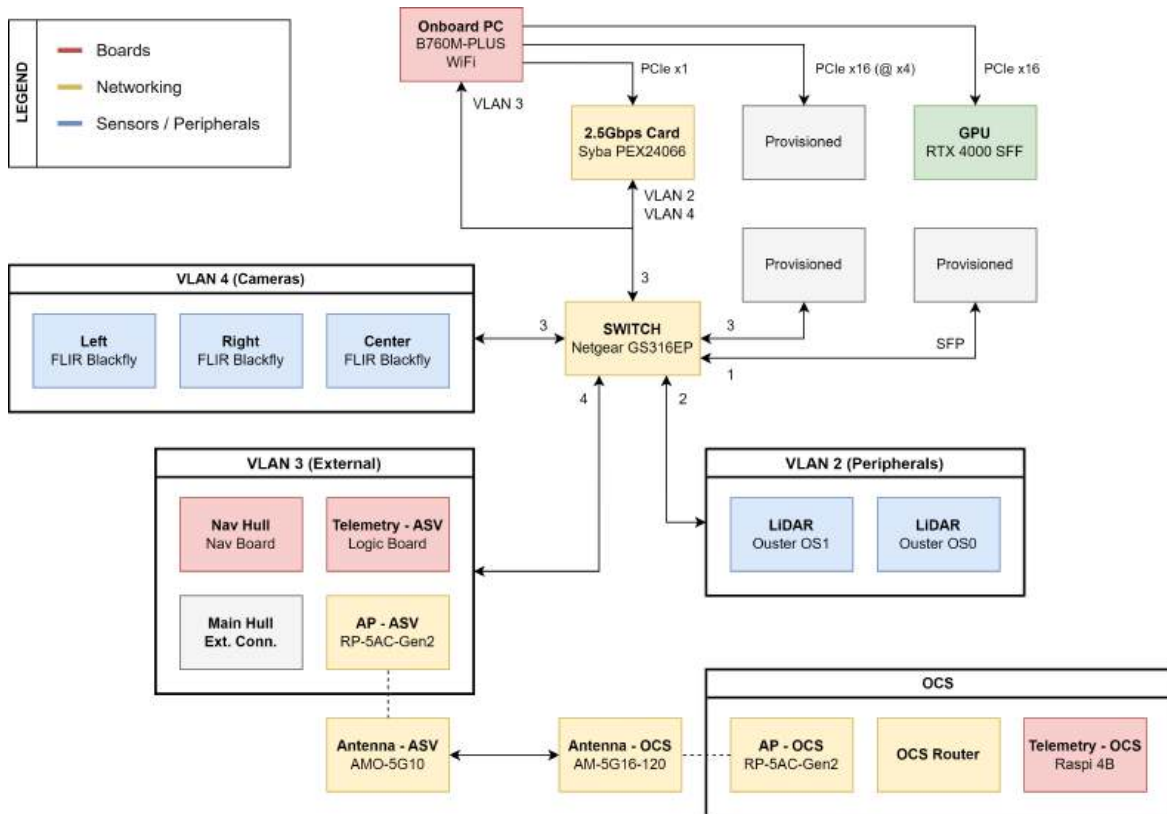 LEGEND
Boards
Networking
Sensors / Peripherals
Onboard PC
B760M-PLUS
WiFi
PCIe x1
PCIe x16 (@ x4)
PCIe x16
VLAN 3
2.5Gbps Card
Syba PEX24066
Provisioned
GPU
RTX 4000 SFF
VLAN 2
VLAN 4
Provisioned
Provisioned
3
VLAN 4 (Cameras)
Left
FLIR Blackfly
Right
FLIR Blackfly
Center
FLIR Blackfly
3
SWITCH
Netgear GS316EP
3
SFP
1
4
2
VLAN 3 (External)
Nav Hull
Nav Board
Telemetry - ASV
Logic Board
Main Hull
Ext. Conn.
AP - ASV
RP-5AC-Gen2
VLAN 2 (Peripherals)
LiDAR
Ouster OS1
LiDAR
Ouster OS0
Antenna - ASV
AMO-5G10
Antenna - OCS
AM-5G16-120
OCS
AP - OCS
RP-5AC-Gen2
OCS Router
Telemetry - OCS
Raspi 4B